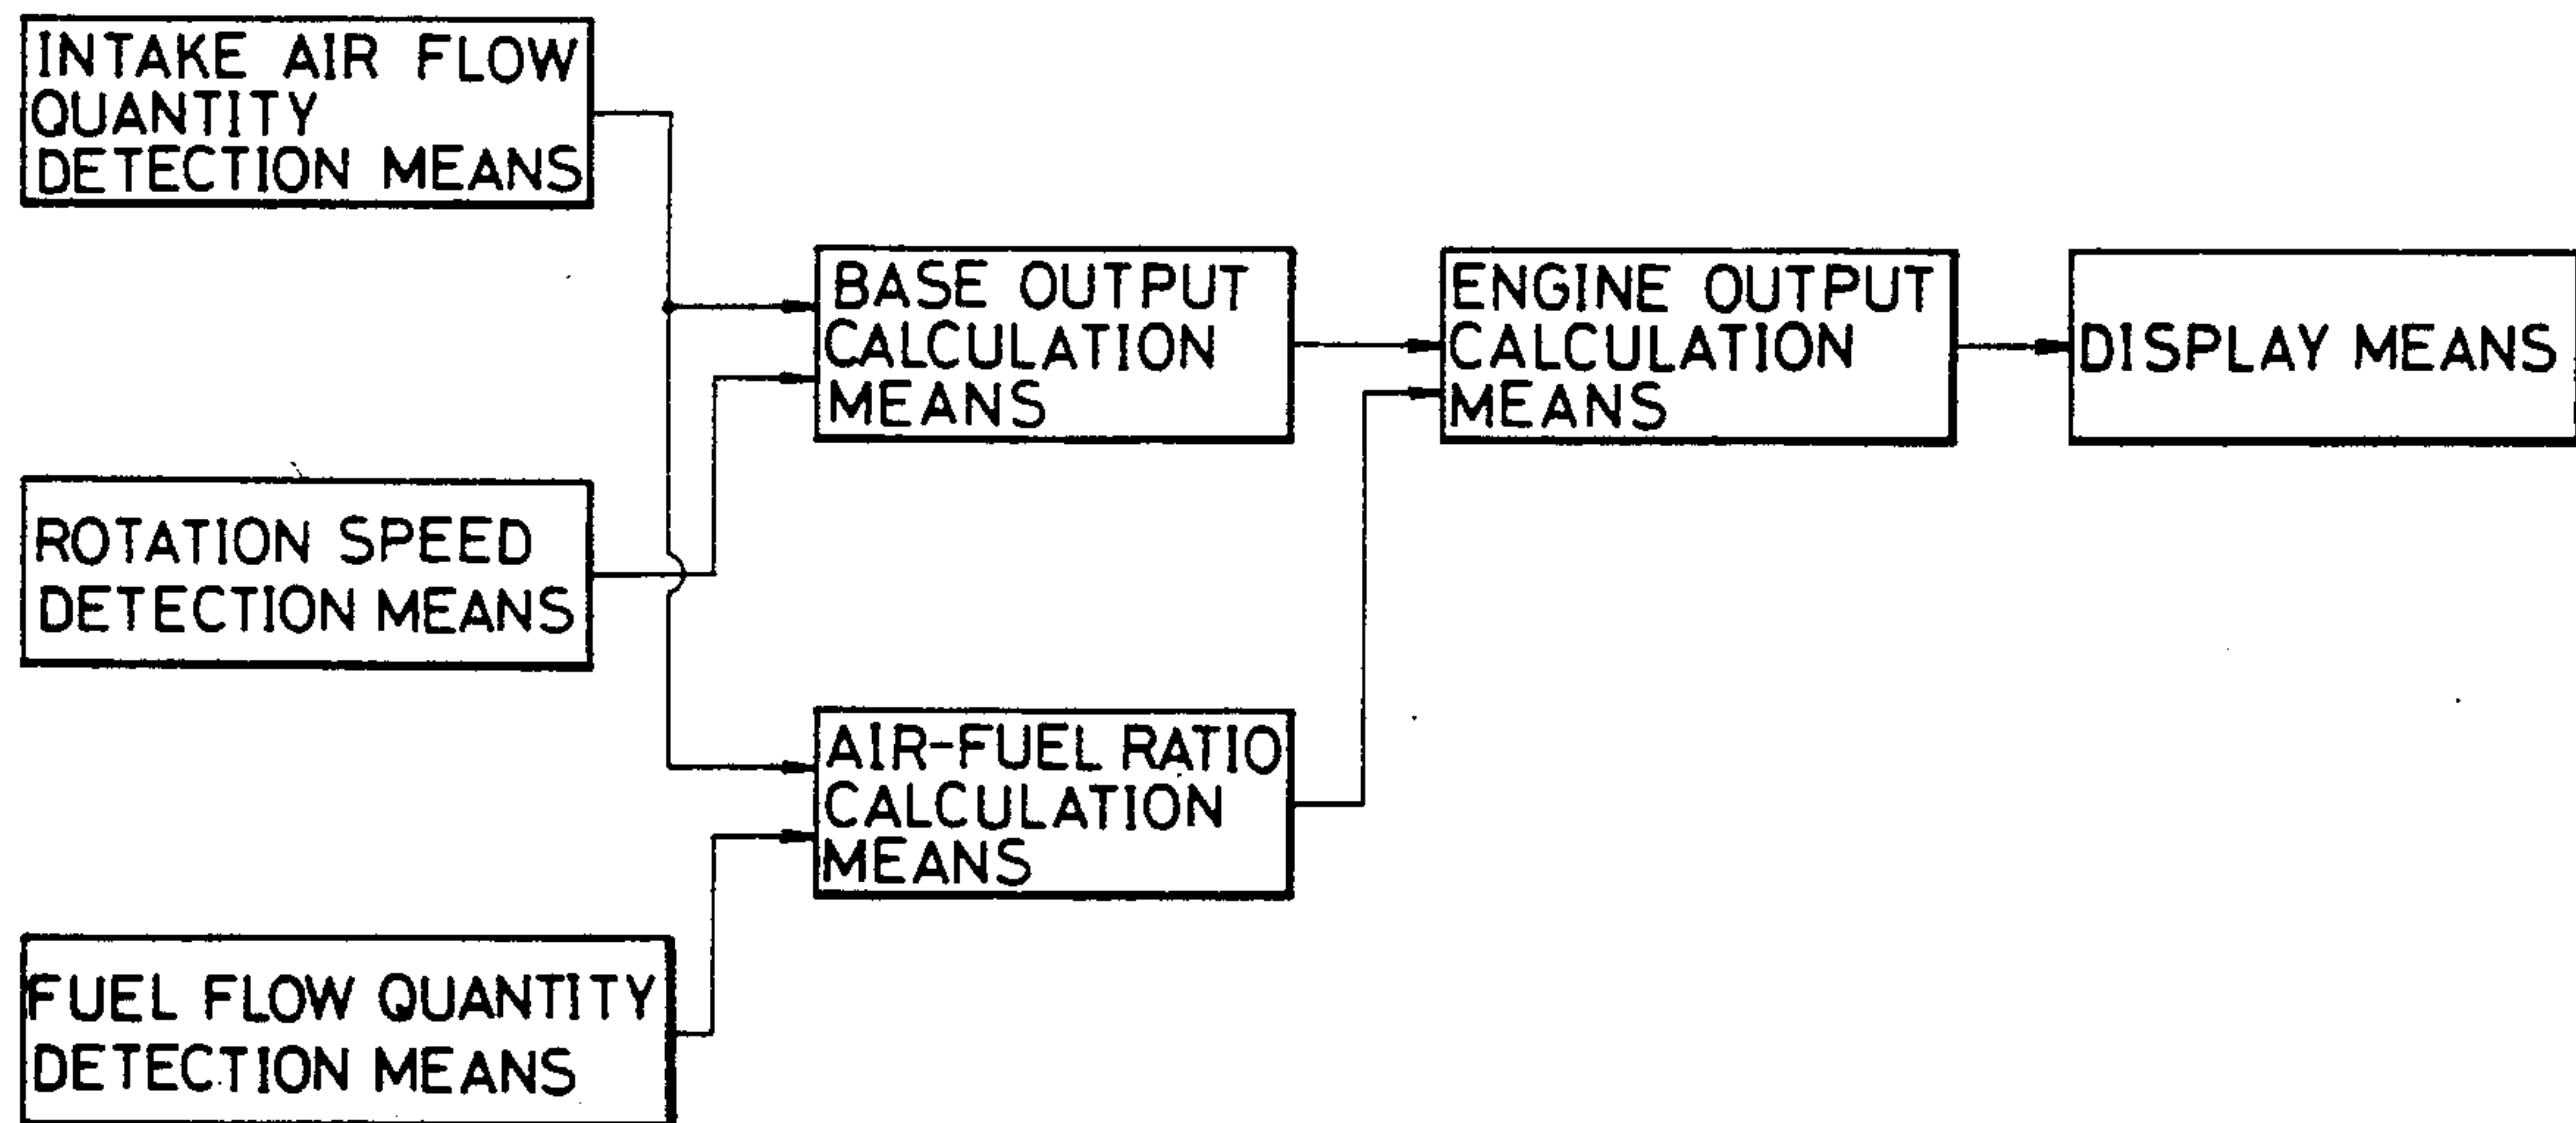 INTAKE AIR FLOW
QUANTITY
DETECTION MEANS
ROTATION SPEED
DETECTION MEANS
FUEL FLOW QUANTITY
DETECTION MEANS
BASE OUTPUT
CALCULATION
MEANS
AIR-FUEL RATIO
CALCULATION
MEANS
ENGINE OUTPUT
CALCULATION
MEANS
DISPLAY MEANS